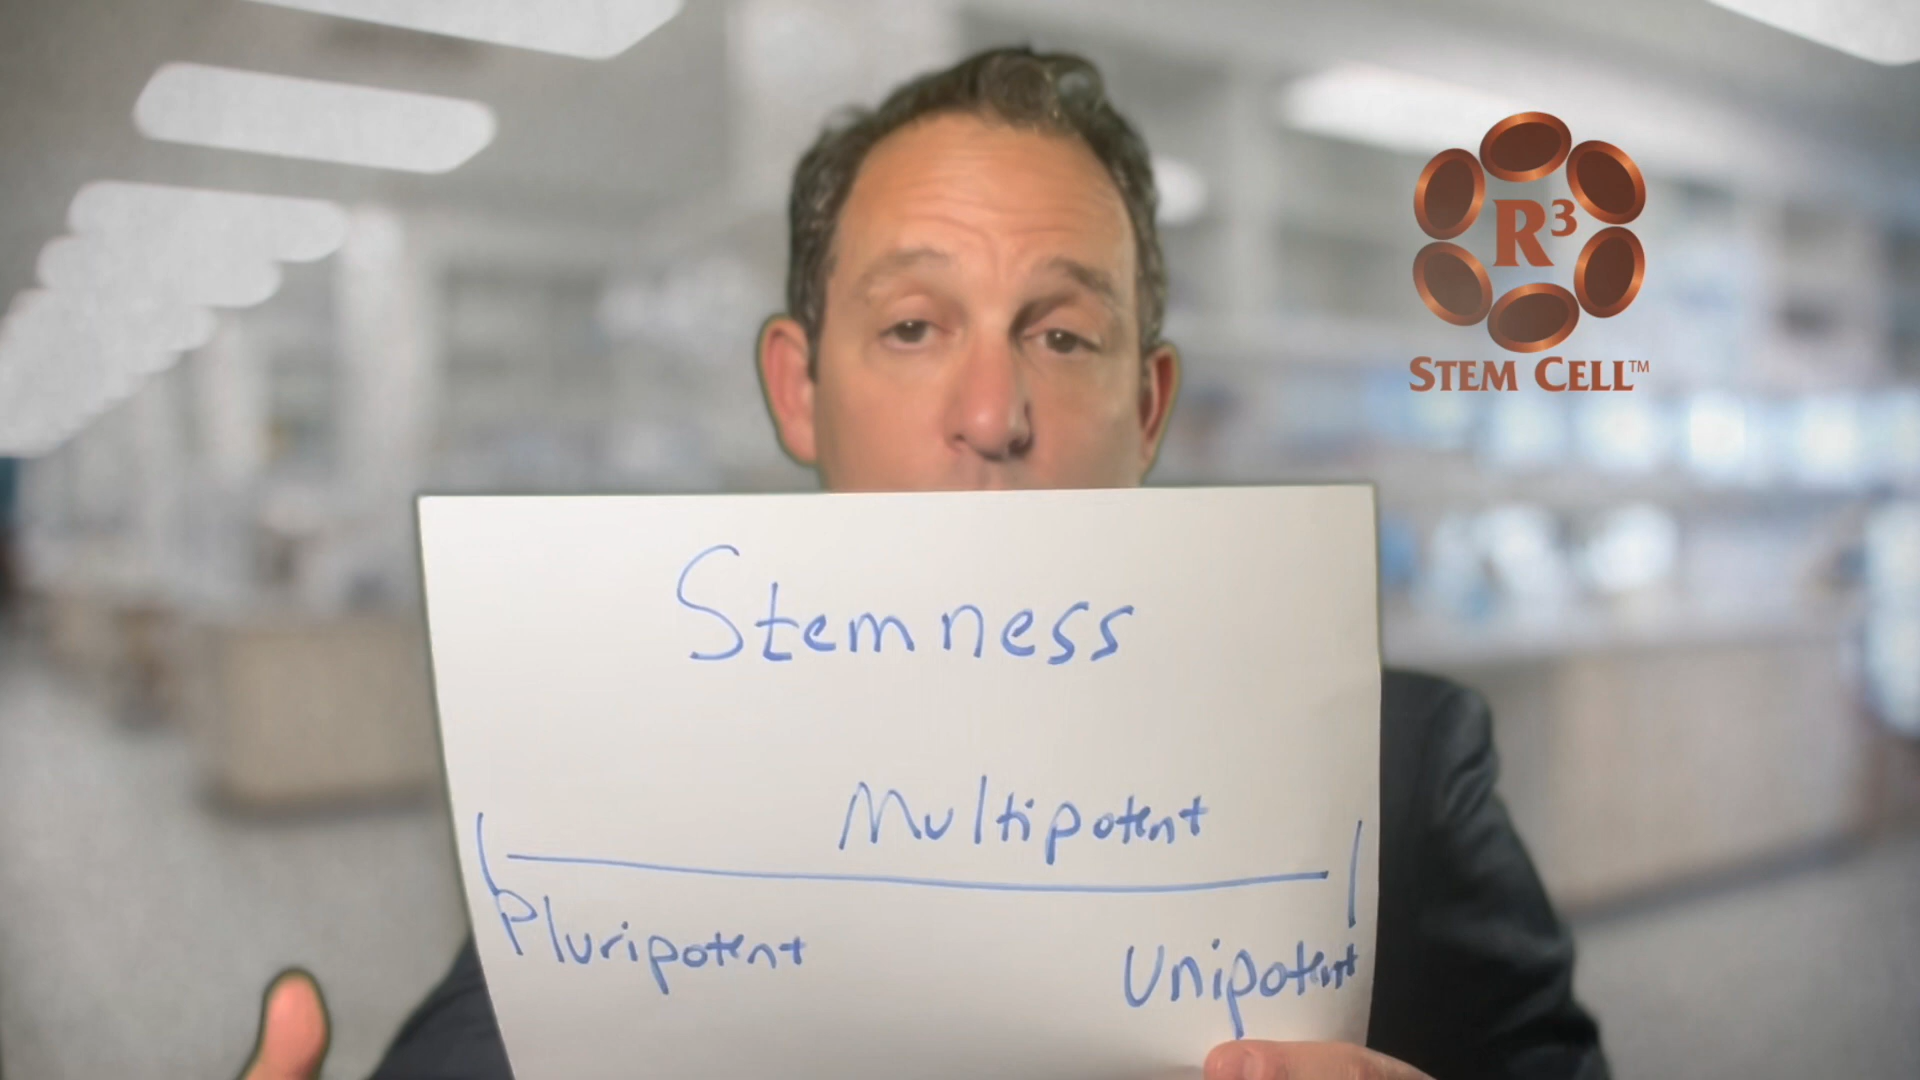 R³
STEM CELL™
Stemness
Multipotent
Pluripotent
Unipotent